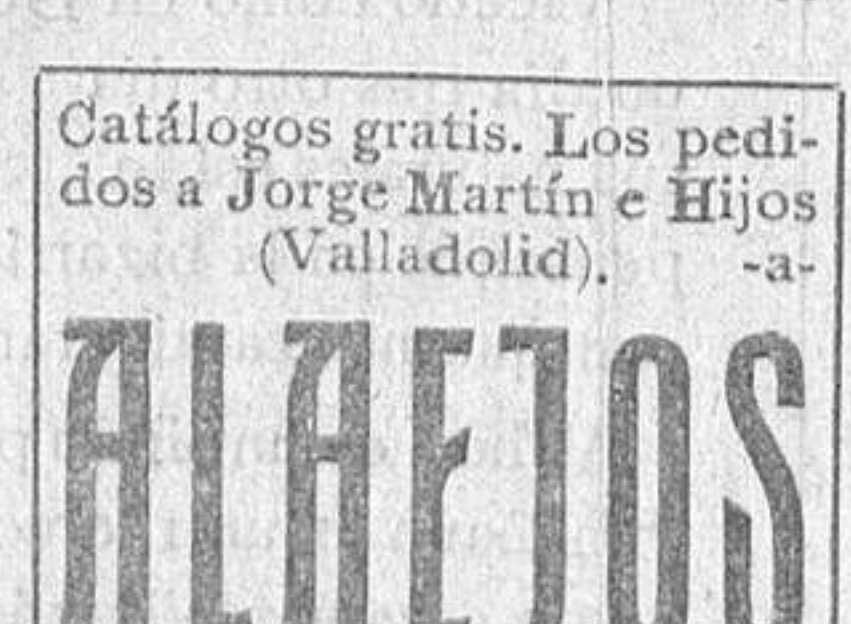 Catálogos gratis. Los pedi-
dos a Jorge Martín e Hijos
(Valladolid). -a-
ALAEJOS